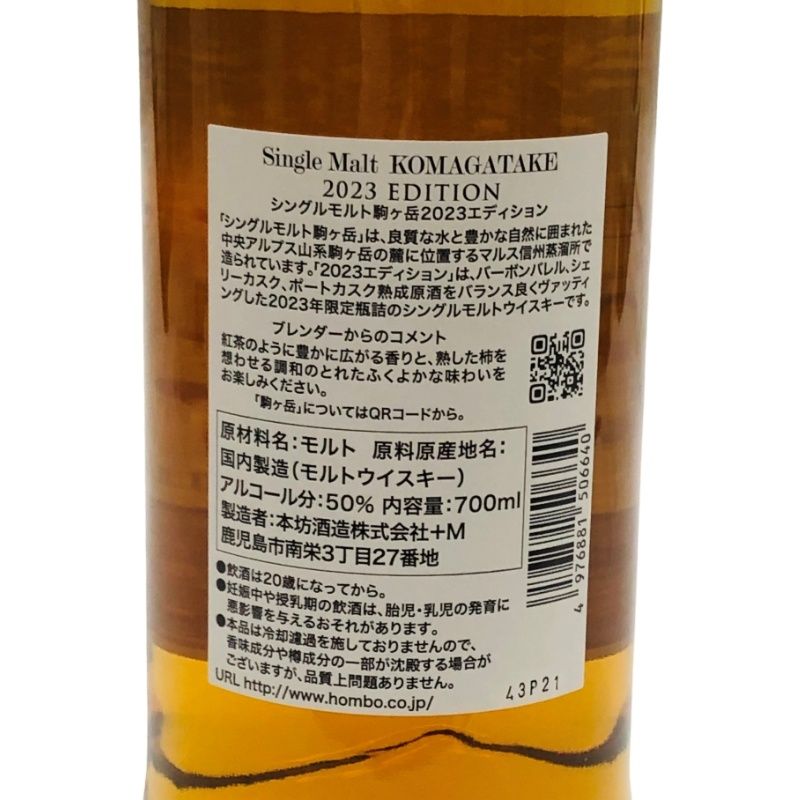 Single Malt KOMAGATAKE
2023 EDITION
シングルモルト駒ヶ岳2023エディション
「シングルモルト駒ヶ岳」は、良質な水と豊かな自然に囲まれた
中央アルプス山系駒ヶ岳の麓に位置するマルス信州蒸溜所で
造られています。「2023エディション」は、バーボンバレル、シェ
リーカスク、ポートカスク熟成原酒をバランス良くヴァッティ
ングした2023年限定瓶詰のシングルモルトウイスキーです。
ブレンダーからのコメント
紅茶のように豊かに広がる香りと、熟した柿を
想わせる調和のとれたふくよかな味わいを
お楽しみください。
「駒ヶ岳」についてはQRコードから。
原材料名：モルト 原料原産地名：
国内製造（モルトウイスキー）
アルコール分：50% 内容量：700ml
製造者：本坊酒造株式会社+M
鹿児島市南栄3丁目27番地
●飲酒は20歳になってから。
●妊娠中や授乳期の飲酒は、胎児・乳児の発育に
悪影響を与えるおそれがあります。
●本品は冷却濾過を施しておりませんので、
香味成分や樽成分の一部が沈殿する場合が
ございますが、品質上問題ありません。
URL http://www.hombo.co.jp/
4 976881 506640
43P21